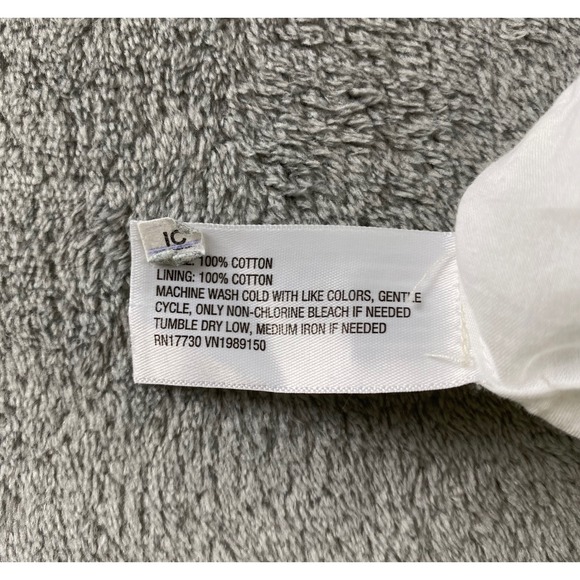 IC
: 100% COTTON
LINING: 100% COTTON
MACHINE WASH COLD WITH LIKE COLORS, GENTLE
CYCLE, ONLY NON-CHLORINE BLEACH IF NEEDED
TUMBLE DRY LOW, MEDIUM IRON IF NEEDED
RN17730 VN1989150